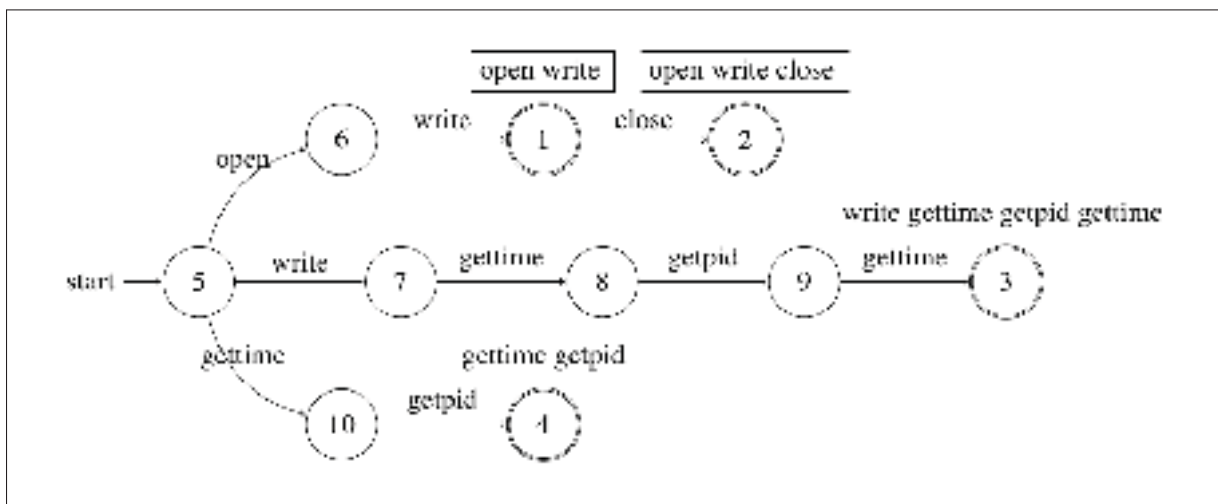 open write open write close
write close
6 1 2
open
write gettime getpid gettime
write gettime getpid gettime
start 5 7 8 9 3
gettime gettime getpid
getpid
10 4